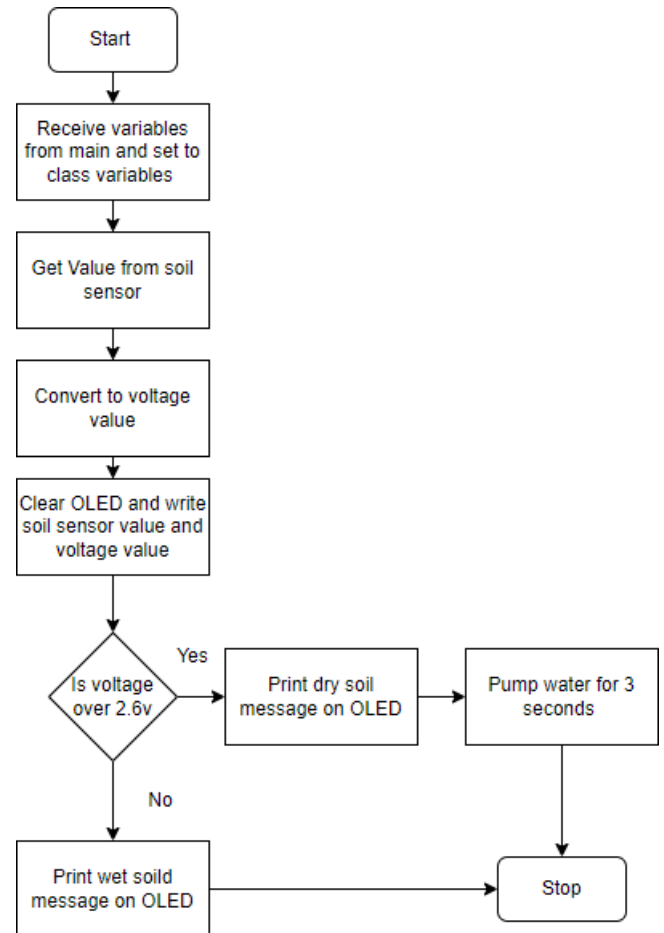 Start
Receive variables
from main and set to
class variables
Get Value from soil
sensor
Convert to voltage
value
Clear OLED and write
soil sensor value and
voltage value
Is voltage
over 2.6v
Yes
Print dry soil
message on OLED
Pump water for 3
seconds
No
Print wet soild
message on OLED
Stop